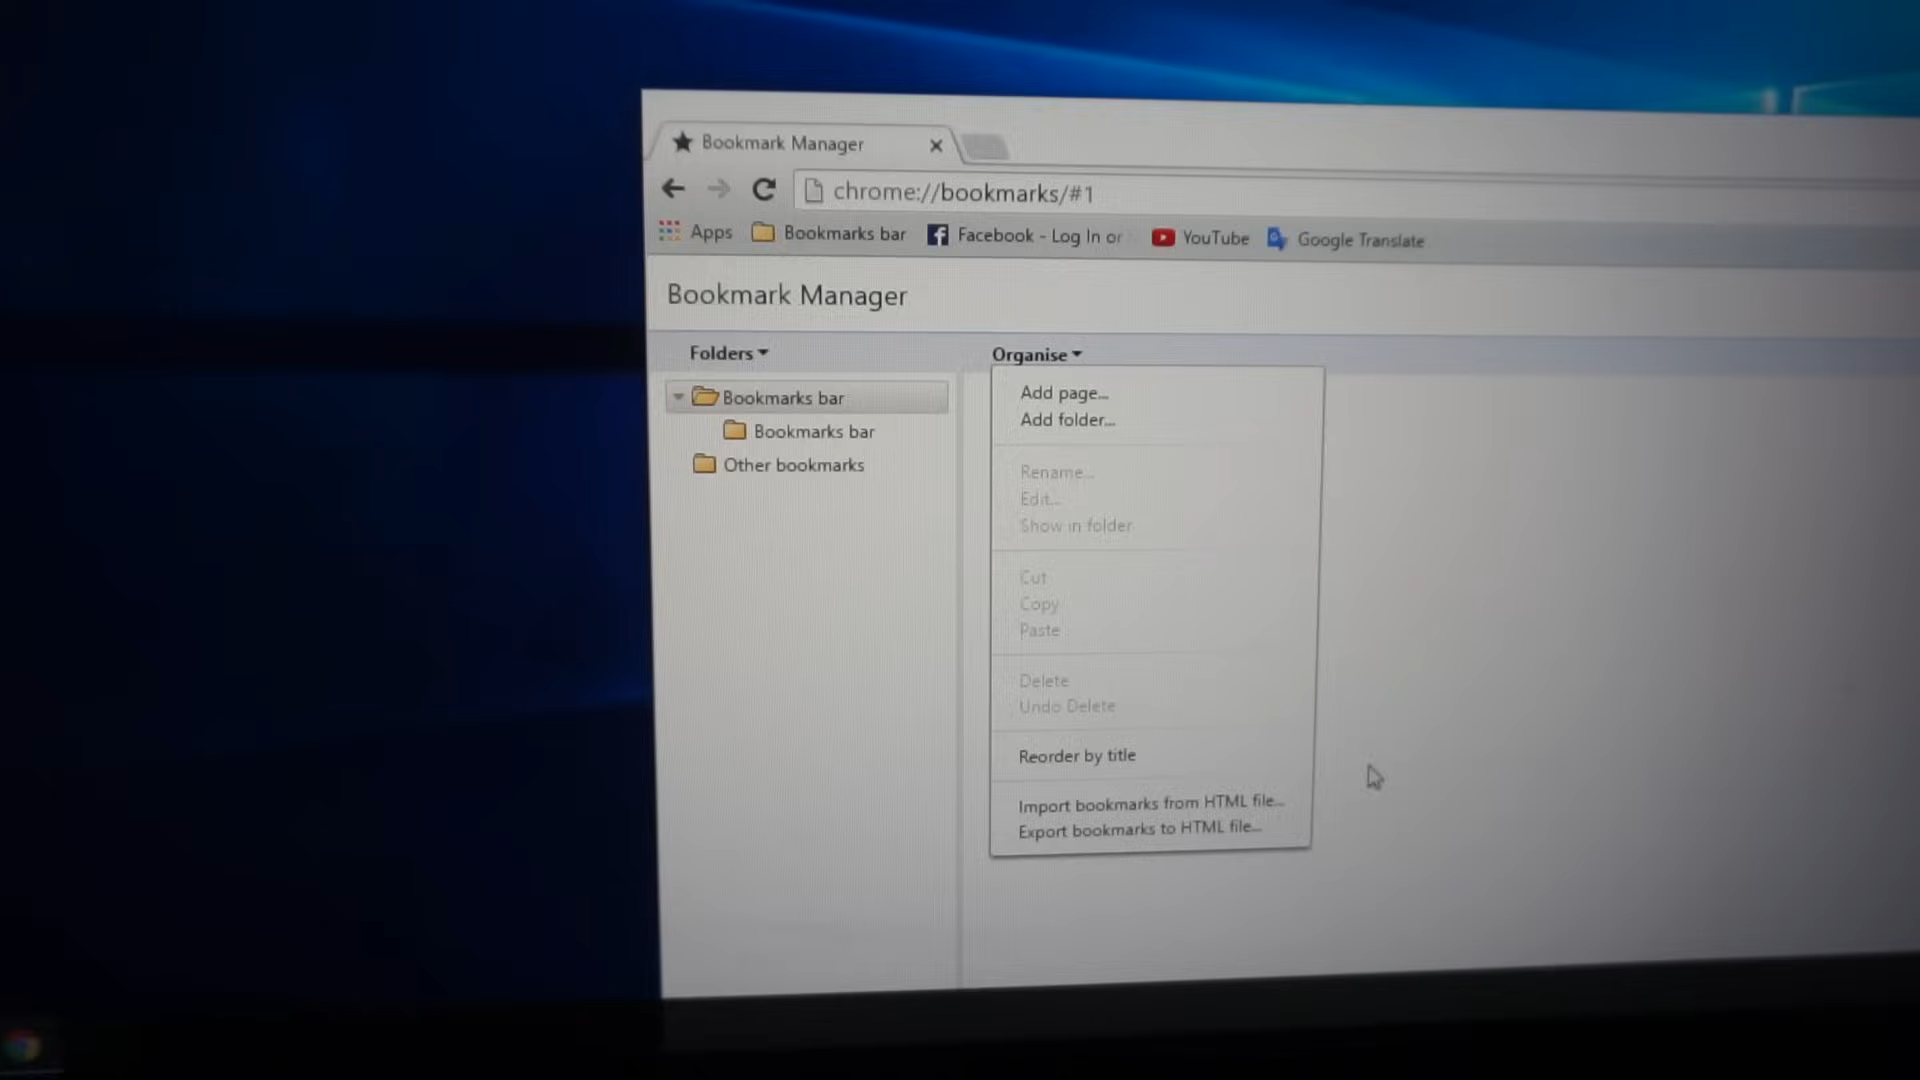 Bookmark Manager
chrome://bookmarks/#1
Apps Bookmarks bar Facebook - Log In or YouTube Google Translate
Bookmark Manager
Folders Organise
Bookmarks bar
Bookmarks bar
Other bookmarks
Add page...
Add folder...
Rename...
Edit...
Show in folder
Cut
Copy
Paste
Delete
Undo Delete
Reorder by title
Import bookmarks from HTML file...
Export bookmarks to HTML file...